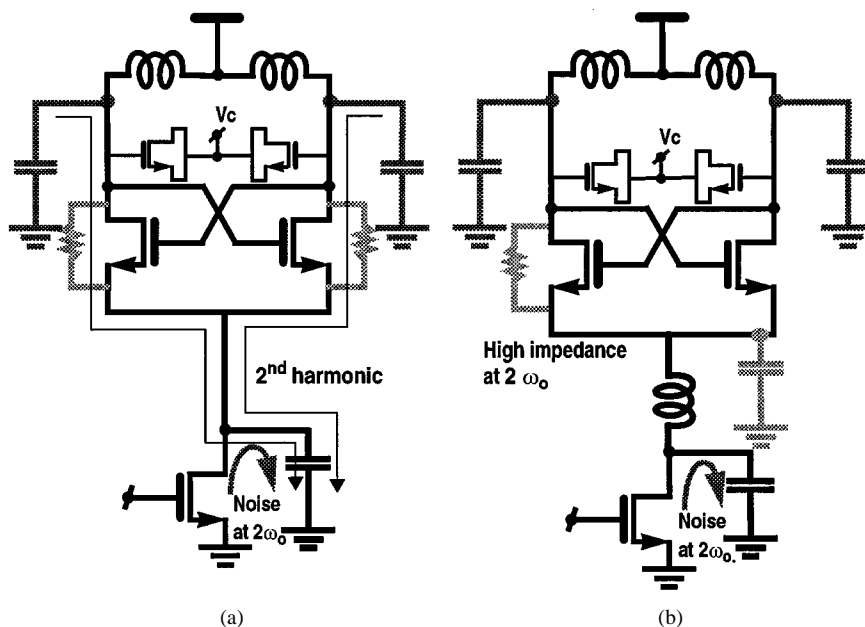 Vc
2nd harmonic
Noise
at 2ωo
(a)
Vc
High impedance
at 2 ωo
Noise
at 2ωo.
(b)